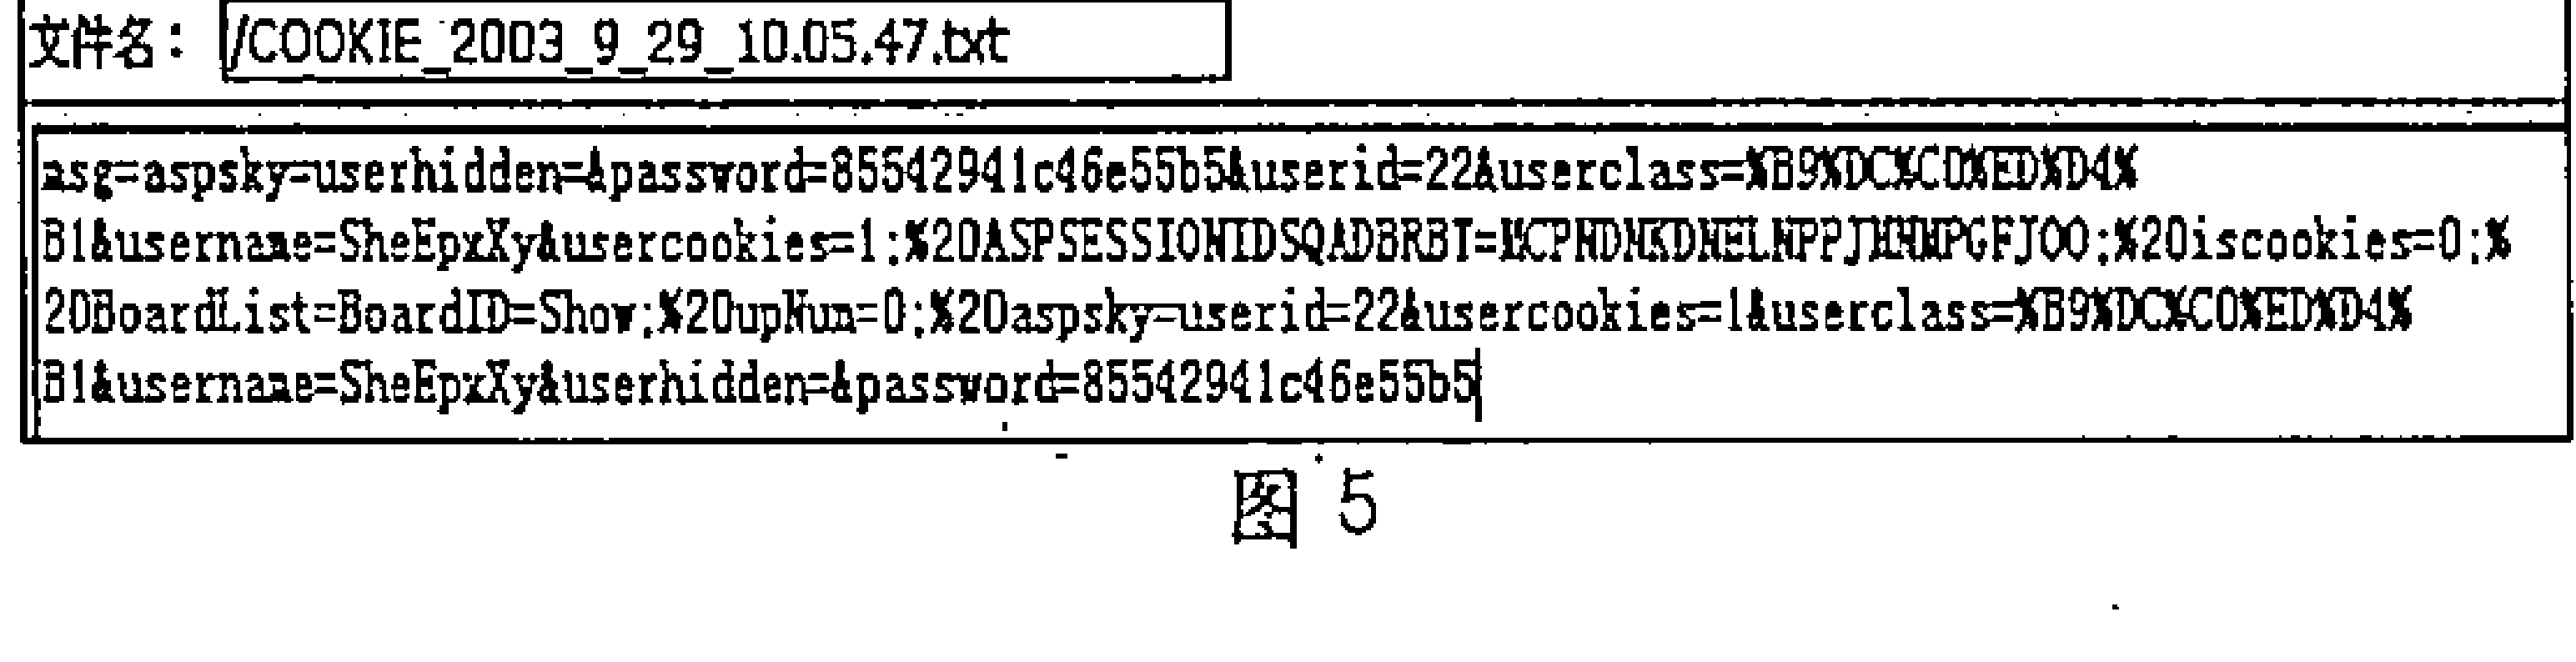 文件名： /COOKIE_2003_9_29_10.05.47.txt
asg=aspsky=userhidden=&password=85542941c46e55b5&userid=22&userclass=%B9%DC%C0%ED%D4%
B1&username=SheEpxXy&usercookies=1;%20 %20iscookies=0;%
20BoardList=BoardID=Show;%20upNum=0;%20aspsky=userid=22&usercookies=1&userclass=%B9%DC%C0%ED%D4%
B1&username=SheEpxXy&userhidden=&password=85542941c46e55b5
图 5